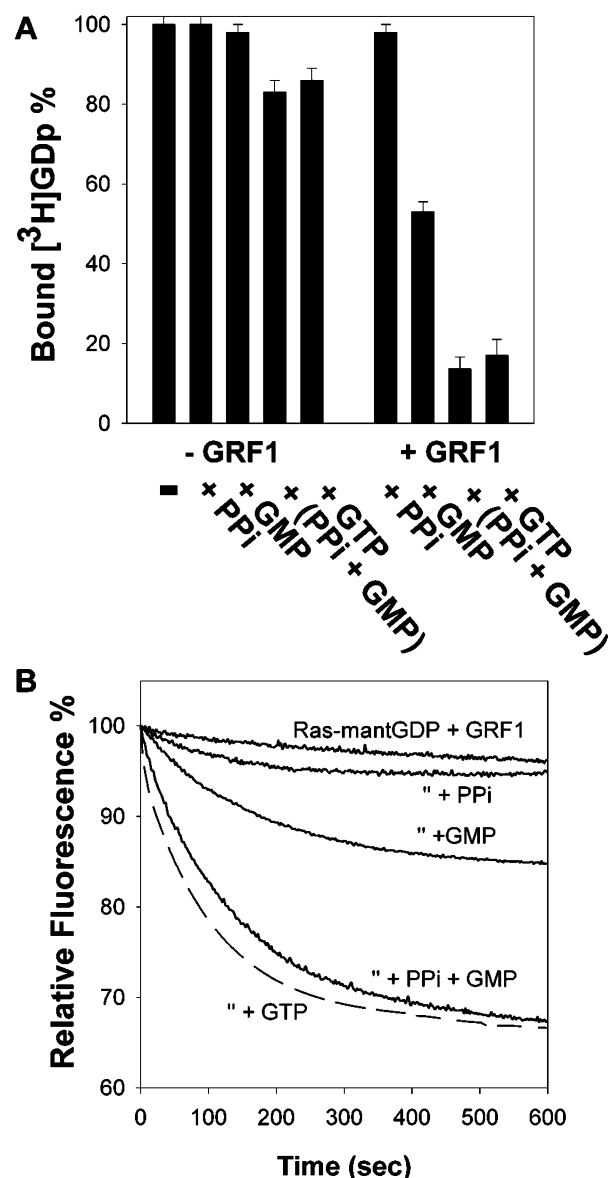 A
Bound [³H]GDp %
100
80
60
40
20
0
- GRF1
+ GRF1
-
+ PPi
+ GMP
+ (PPi + GMP)
+ GTP
+ PPi
+ GMP
+ (PPi + GMP)
+ GTP
B
Relative Fluorescence %
100
90
80
70
60
Ras-mantGDP + GRF1
" + PPi
" +GMP
" + PPi + GMP
" + GTP
0 100 200 300 400 500 600
Time (sec)